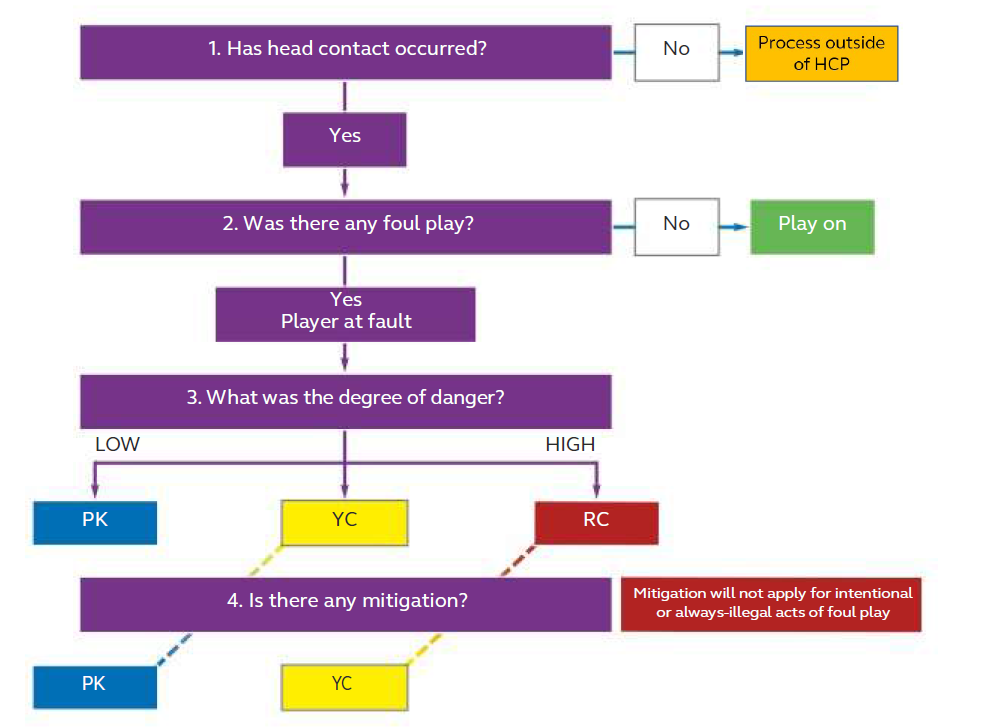 1. Has head contact occurred?
No
Process outside
of HCP
Yes
2. Was there any foul play?
No
Play on
Yes
Player at fault
3. What was the degree of danger?
LOW
HIGH
PK
YC
RC
4. Is there any mitigation?
Mitigation will not apply for intentional
or always-illegal acts of foul play
PK
YC